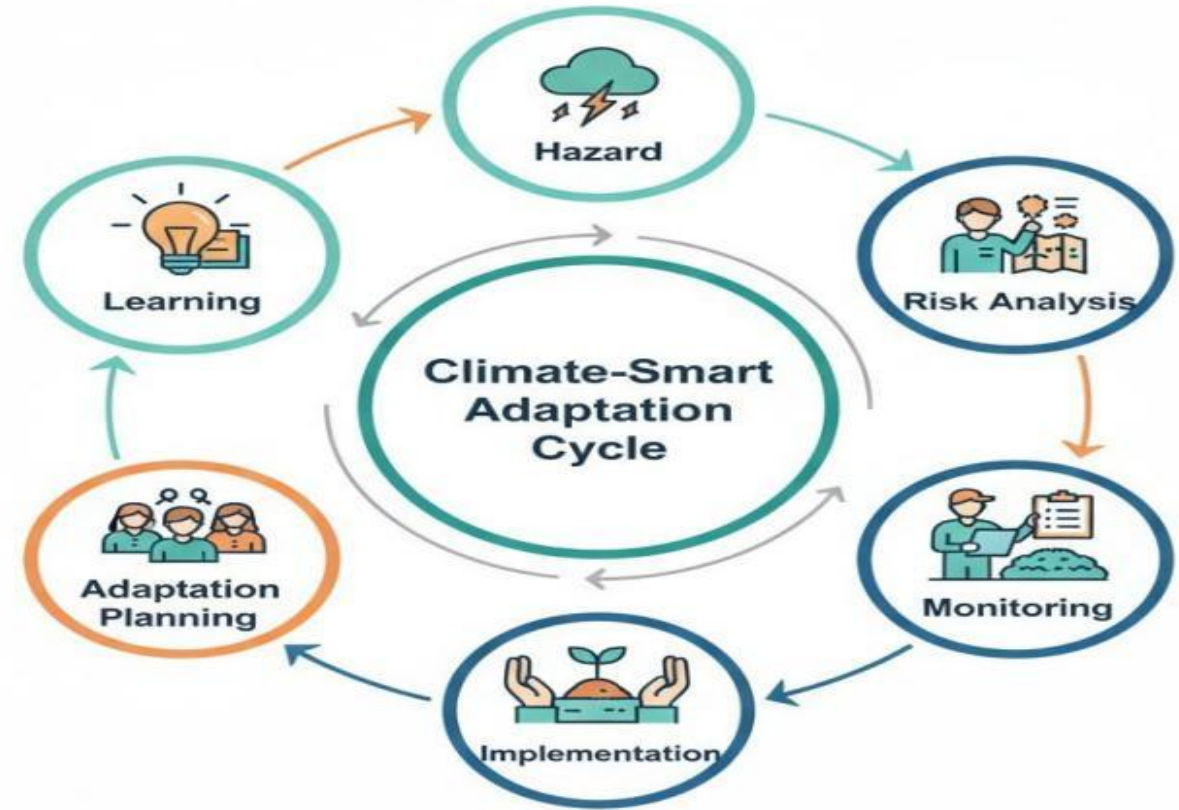 Hazard
Risk Analysis
Monitoring
Implementation
Adaptation
Planning
Learning
Climate-Smart
Adaptation
Cycle